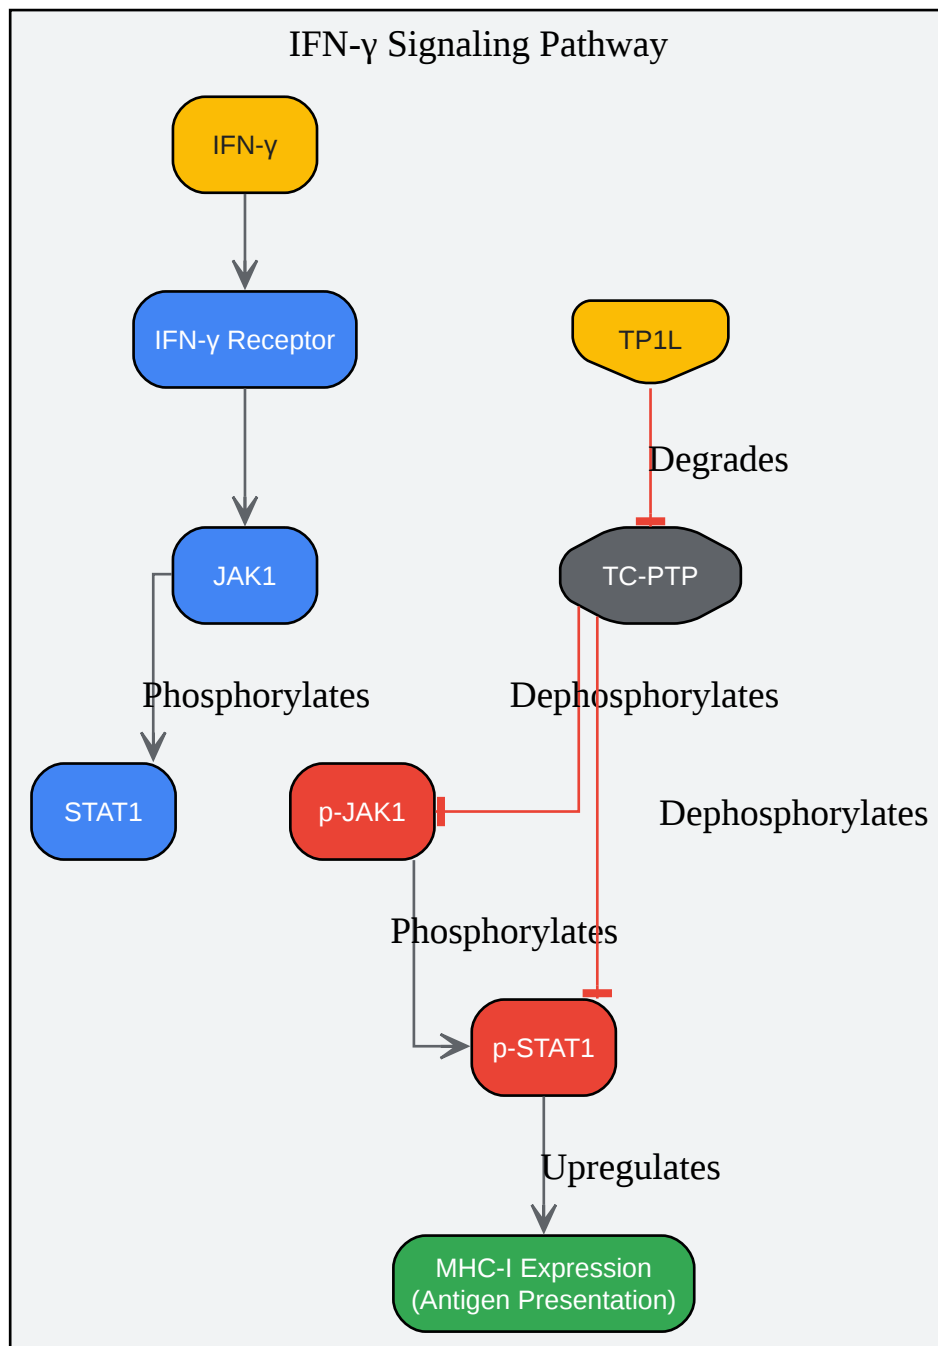 IFN-γ Signaling Pathway
IFN-γ
IFN-γ Receptor
TP1L
Degrades
JAK1
TC-PTP
Phosphorylates
Dephosphorylates
STAT1
p-JAK1
Dephosphorylates
Phosphorylates
p-STAT1
Upregulates
MHC-I Expression
(Antigen Presentation)